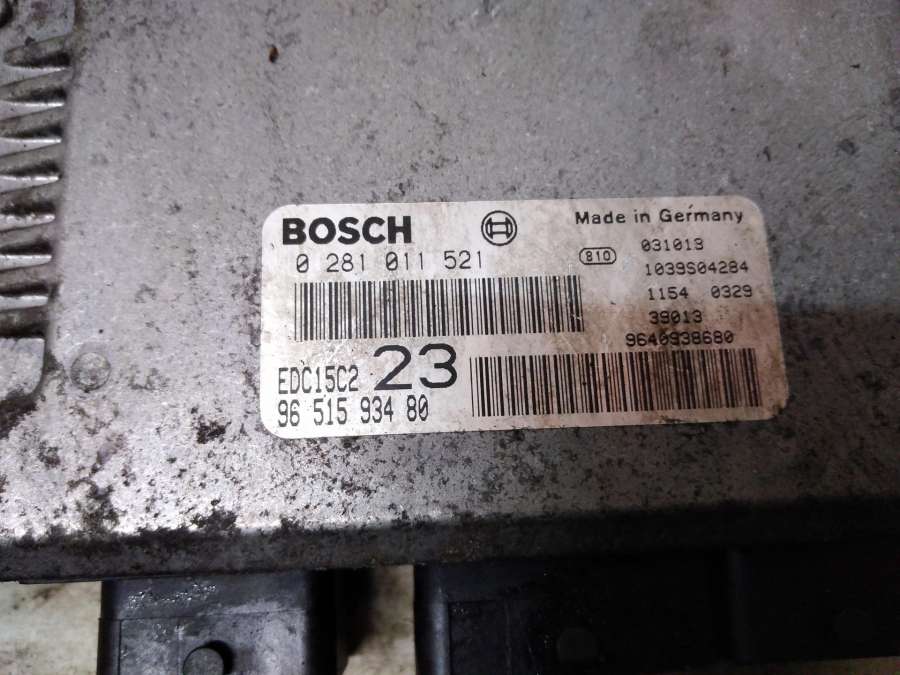 BOSCH
Made in Germany
0 281 011 521
810
031013
1039S04284
1154 0329
39013
9640938680
EDC15C2 23
96 515 934 80